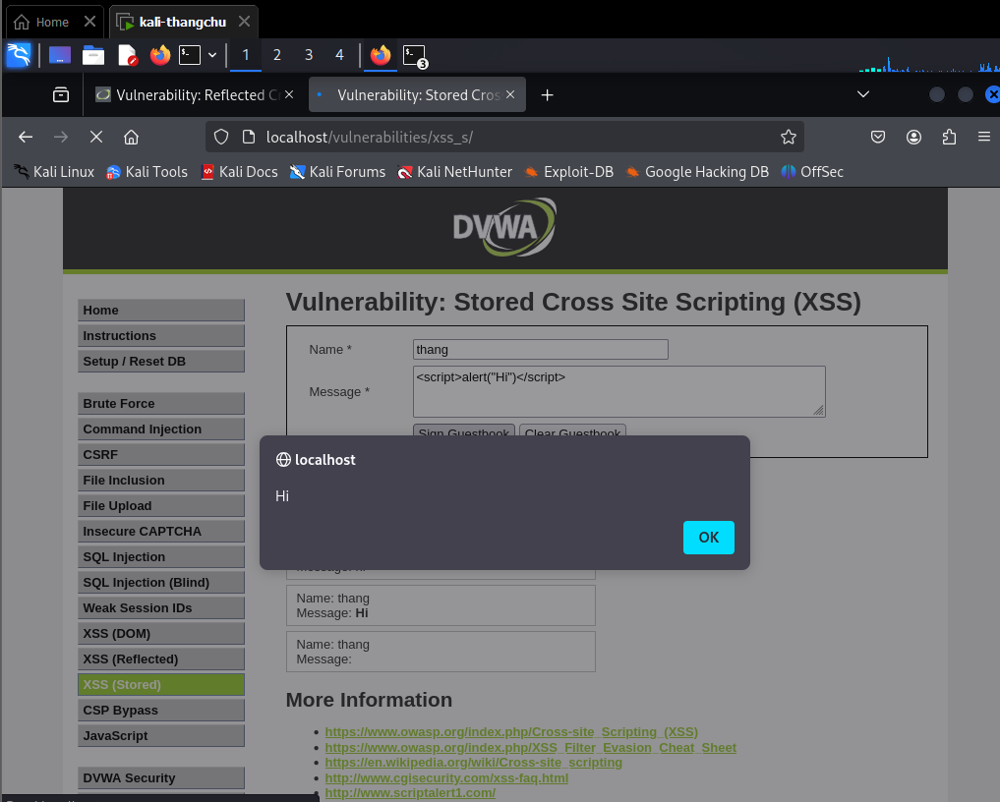 Home
kali-thangchu
1 2 3 4
3
Vulnerability: Reflected C
Vulnerability: Stored Cros
localhost/vulnerabilities/xss_s/
Kali Linux Kali Tools Kali Docs Kali Forums Kali NetHunter Exploit-DB Google Hacking DB OffSec
DVWA
Home
Instructions
Setup / Reset DB
Brute Force
Command Injection
CSRF
File Inclusion
File Upload
Insecure CAPTCHA
SQL Injection
SQL Injection (Blind)
Weak Session IDs
XSS (DOM)
XSS (Reflected)
XSS (Stored)
CSP Bypass
JavaScript
DVWA Security
Vulnerability: Stored Cross Site Scripting (XSS)
Name * thang
Message * <script>alert("Hi")</script>
Sign Guestbook Clear Guestbook
localhost
Hi
OK
Name: thang
Message: Hi
Name: thang
Message:
More Information
https://www.owasp.org/index.php/Cross-site_Scripting_(XSS)
https://www.owasp.org/index.php/XSS_Filter_Evasion_Cheat_Sheet
https://en.wikipedia.org/wiki/Cross-site_scripting
http://www.cgisecurity.com/xss-faq.html
http://www.scriptalert1.com/